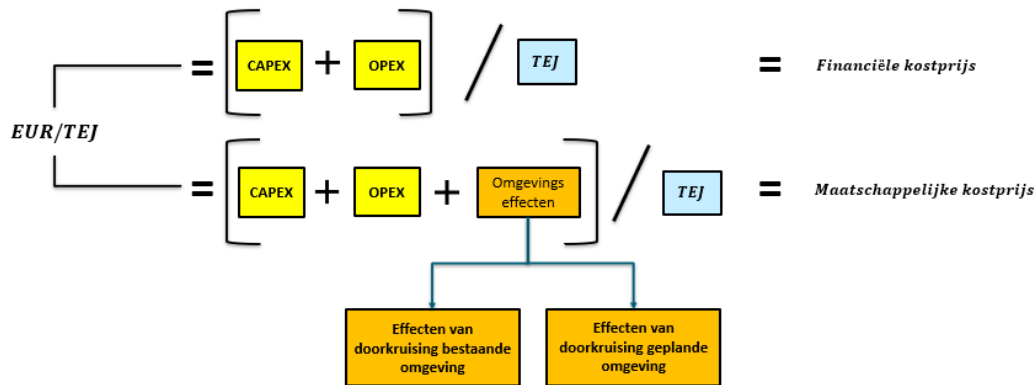 = [ CAPEX + OPEX ] / TEJ = Financiële kostprijs
EUR/TEJ
= [ CAPEX + OPEX + Omgevings
effecten ] / TEJ = Maatschappelijke kostprijs
Effecten van
doorkruising bestaande
omgeving
Effecten van
doorkruising geplande
omgeving